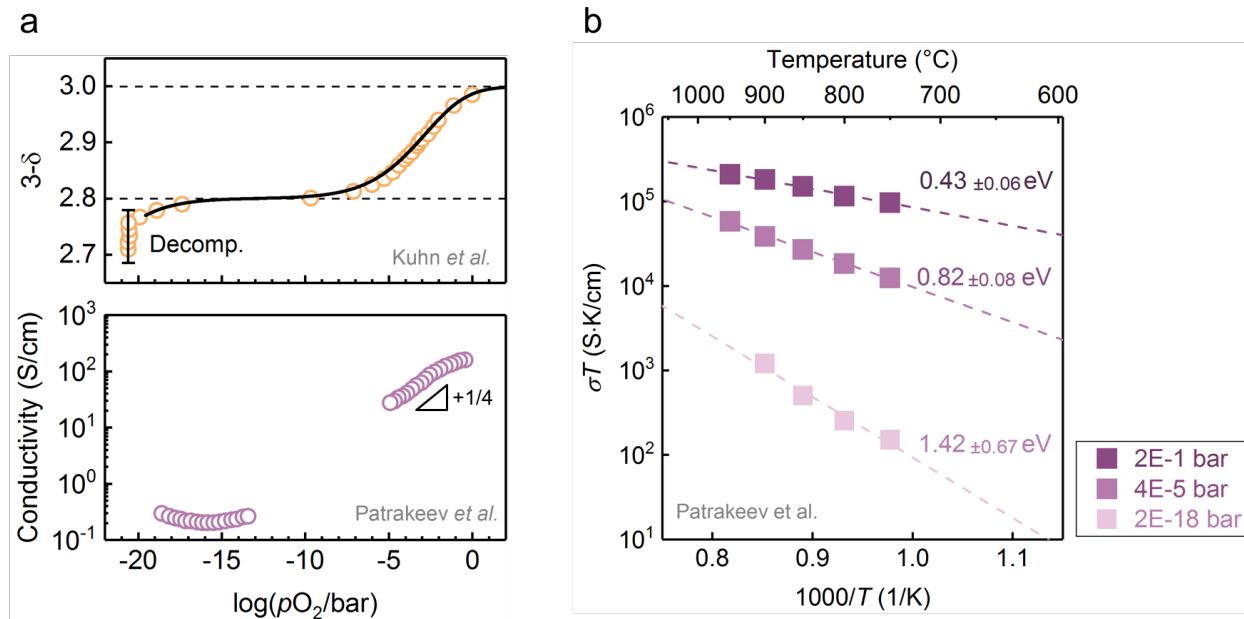 a
3-δ
3.0
2.9
2.8
2.7
Decomp.
Kuhn et al.
Conductivity (S/cm)
10³
10²
10¹
10⁰
10⁻¹
+1/4
Patrakeev et al.
-20 -15 -10 -5 0
log(pO₂/bar)
b
Temperature (°C)
1000 900 800 700 600
σT (S·K/cm)
10⁶
10⁵
10⁴
10³
10²
10¹
0.43 ±0.06 eV
0.82 ±0.08 eV
1.42 ±0.67 eV
Patrakeev et al.
0.8 0.9 1.0 1.1
1000/T (1/K)
2E-1 bar
4E-5 bar
2E-18 bar